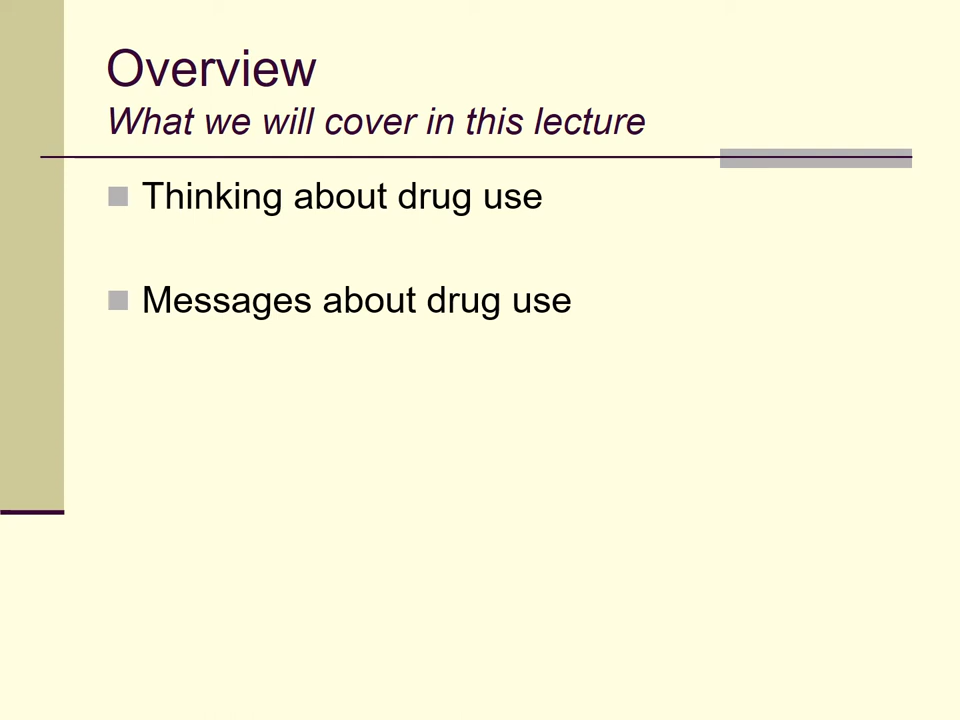 Overview
What we will cover in this lecture
Thinking about drug use
Messages about drug use